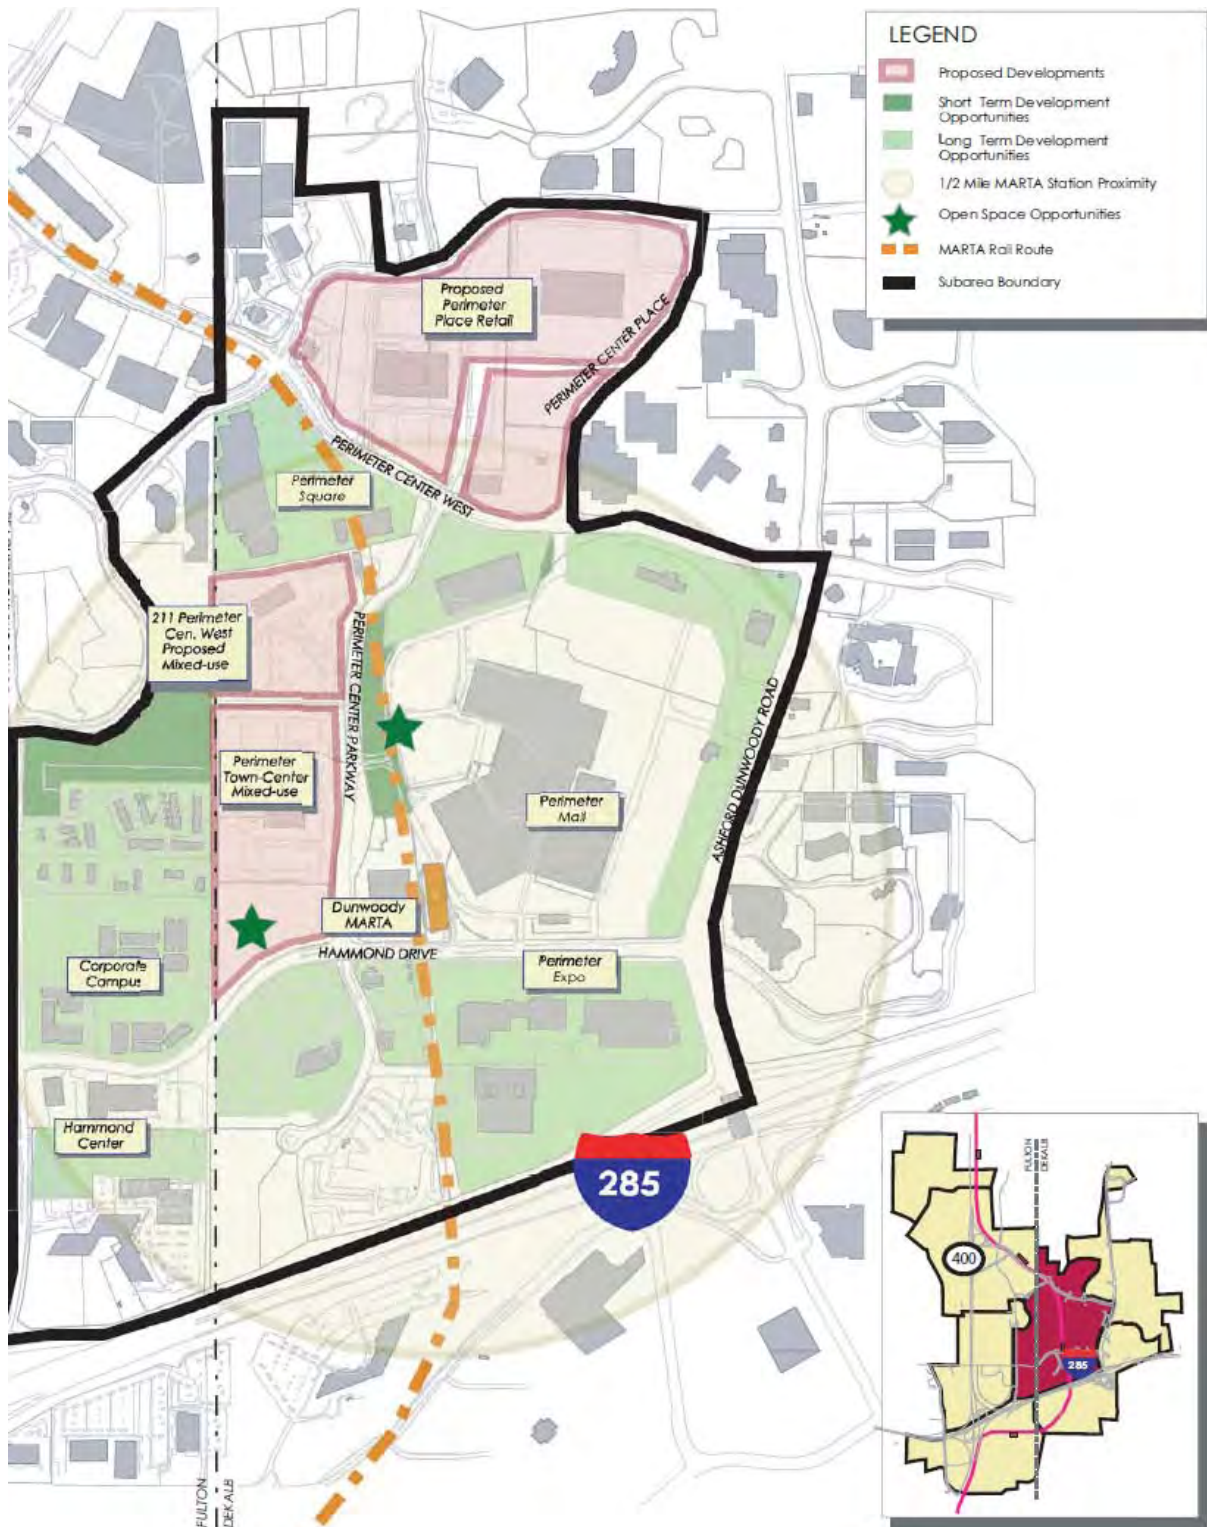 LEGEND
Proposed Developments
Short Term Development
Opportunities
Long Term Development
Opportunities
1/2 Mile MARTA Station Proximity
Open Space Opportunities
MARTA Rail Route
Subarea Boundary
Proposed
Perimeter
Place Retail
PERIMETER CENTER PLACE
PERIMETER CENTER WEST
Perimeter
Square
211 Perimeter
Cen. West
Proposed
Mixed-use
PERIMETER CENTER PARKWAY
Perimeter
Town-Center
Mixed-use
Perimeter
Mall
ASHFORD DUNWOODY ROAD
Dunwoody
MARTA
HAMMOND DRIVE
Perimeter
Expo
Corporate
Campus
Hammond
Center
285
FULTON
DEKALB
FULTON
DEKALB
400
285